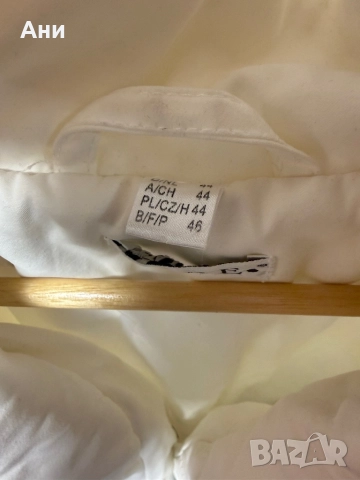 Ани
A/CH 44
PL/CZ/H 44
B/F/P 46
BAZAR